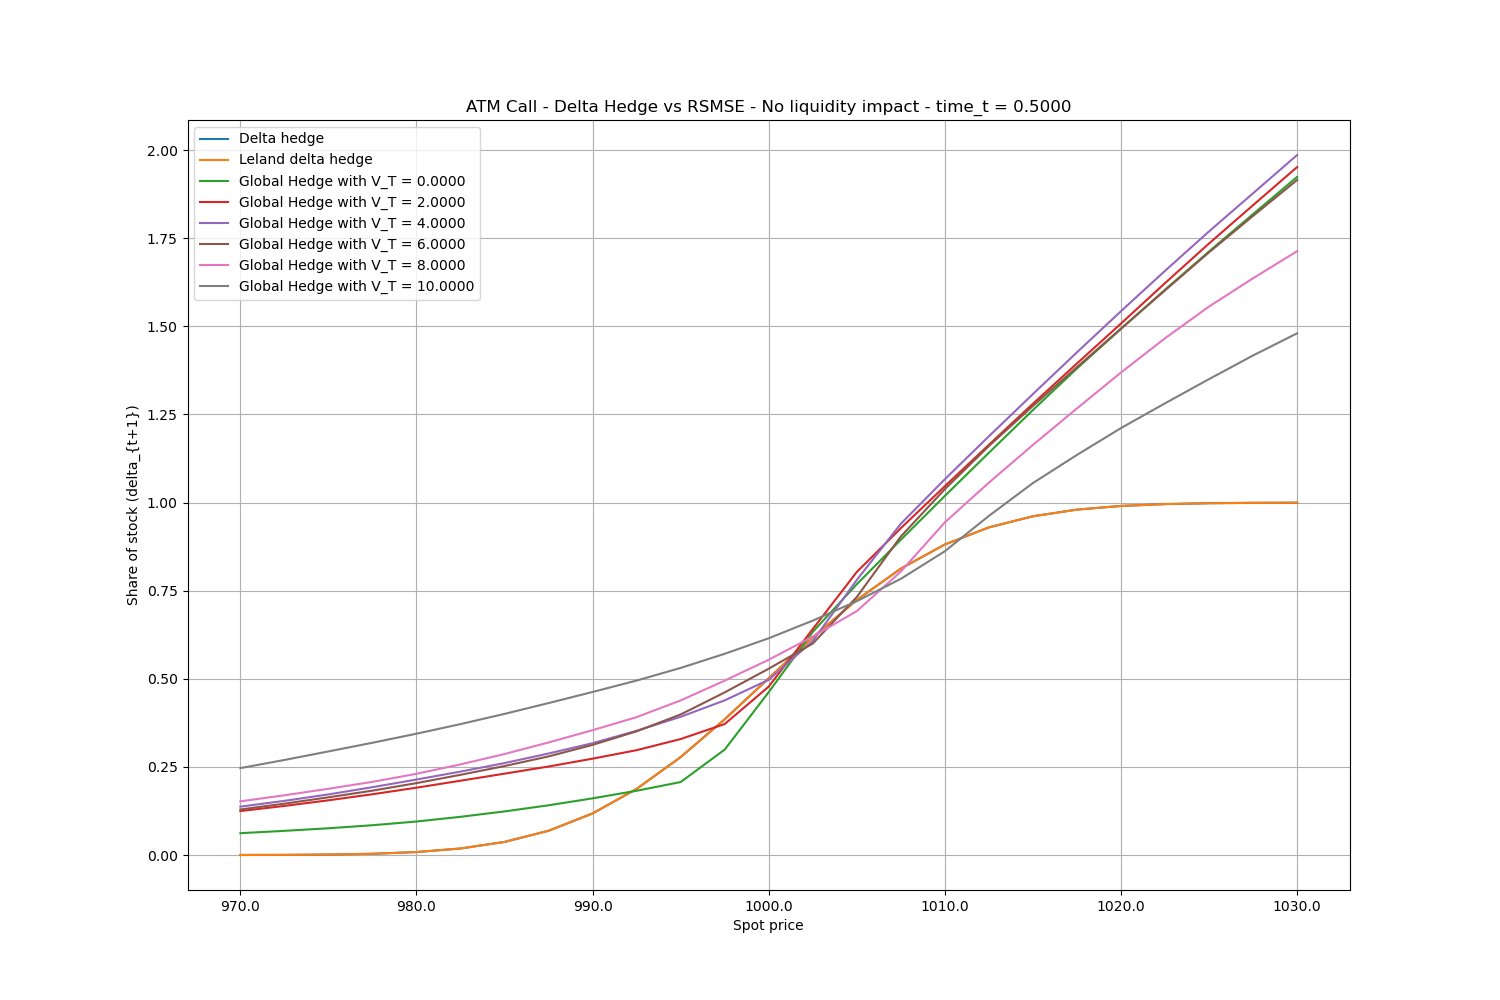 ATM Call - Delta Hedge vs RSMSE - No liquidity impact - time_t = 0.5000
Delta hedge
Leland delta hedge
Global Hedge with V_T = 0.0000
Global Hedge with V_T = 2.0000
Global Hedge with V_T = 4.0000
Global Hedge with V_T = 6.0000
Global Hedge with V_T = 8.0000
Global Hedge with V_T = 10.0000
Share of stock (delta_{t+1})
2.00
1.75
1.50
1.25
1.00
0.75
0.50
0.25
0.00
970.0 980.0 990.0 1000.0 1010.0 1020.0 1030.0
Spot price